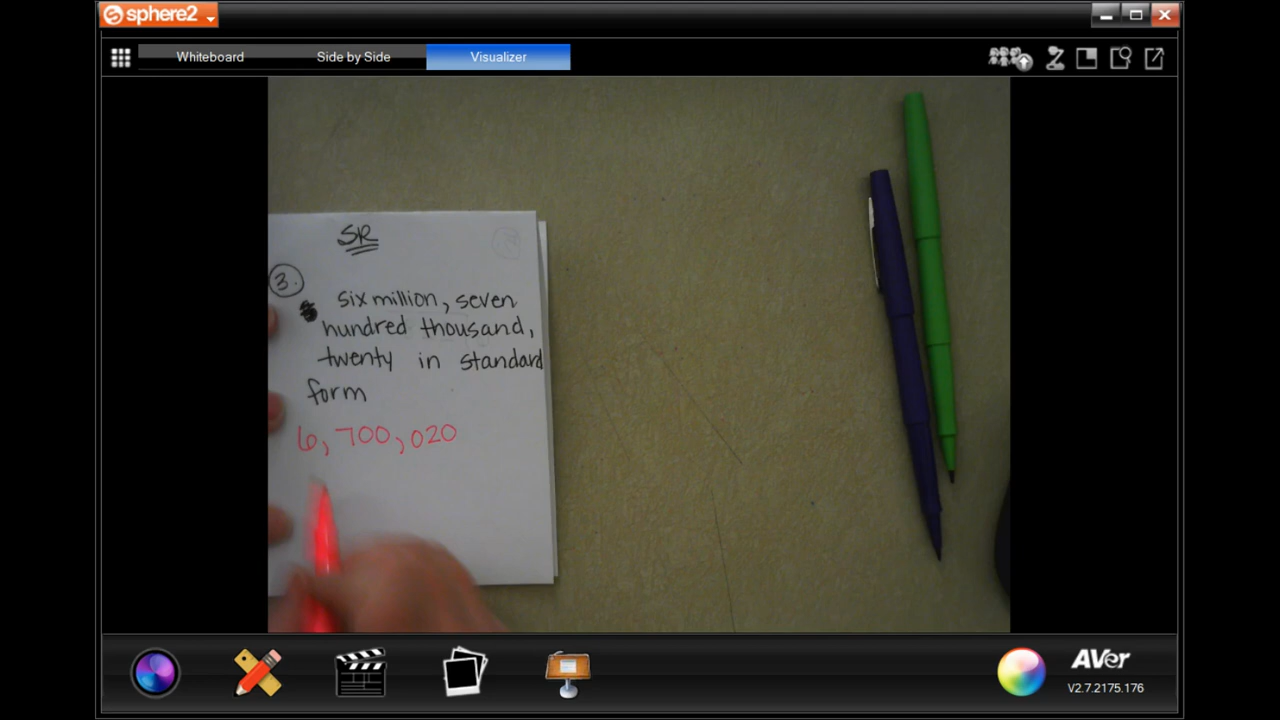 sphere2
Whiteboard Side by Side Visualizer
SR
3.
six million, seven
hundred thousand,
twenty in standard
form
6,700,020
AVer
V2.7.2175.176